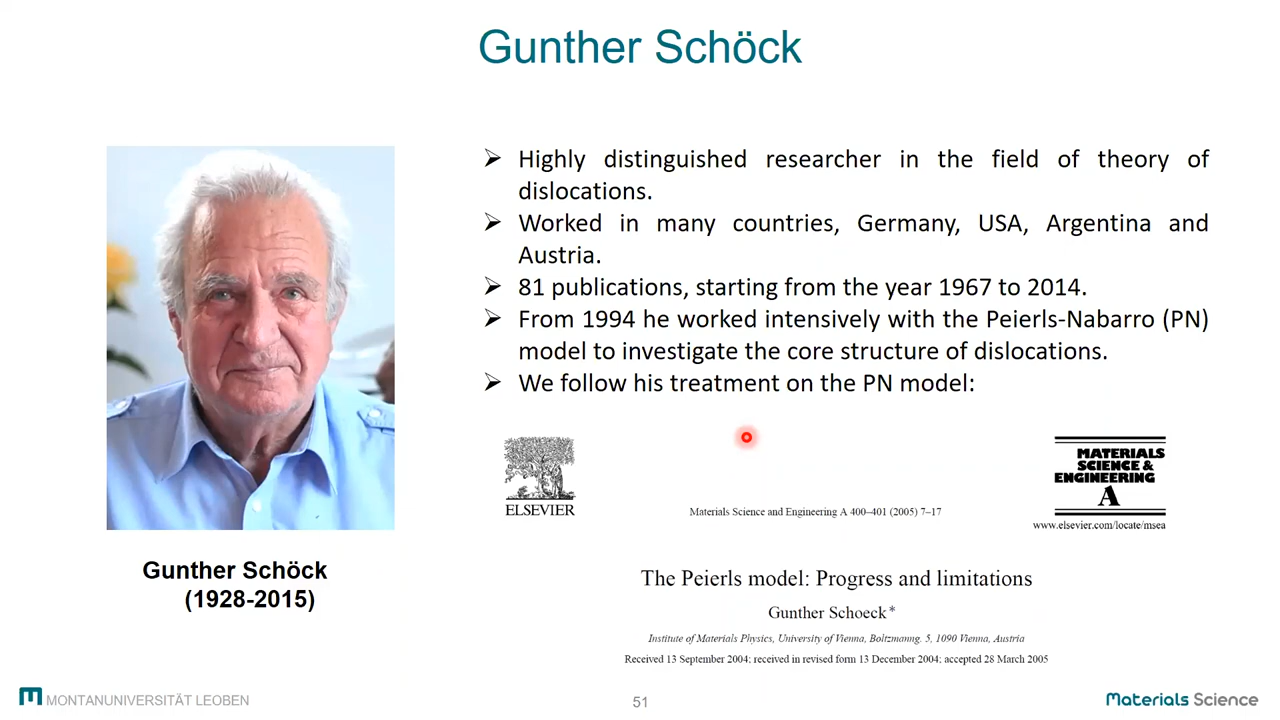 Gunther Schöck
➢ Highly distinguished researcher in the field of theory of
dislocations.
➢ Worked in many countries, Germany, USA, Argentina and
Austria.
➢ 81 publications, starting from the year 1967 to 2014.
➢ From 1994 he worked intensively with the Peierls-Nabarro (PN)
model to investigate the core structure of dislocations.
➢ We follow his treatment on the PN model:
Gunther Schöck
(1928-2015)
ELSEVIER
Materials Science and Engineering A 400–401 (2005) 7–17
MATERIALS
SCIENCE &
ENGINEERING
A
www.elsevier.com/locate/msea
The Peierls model: Progress and limitations
Gunther Schoeck*
Institute of Materials Physics, University of Vienna, Boltzmanng. 5, 1090 Vienna, Austria
Received 13 September 2004; received in revised form 13 December 2004; accepted 28 March 2005
MONTANUNIVERSITÄT LEOBEN
51
Materials Science